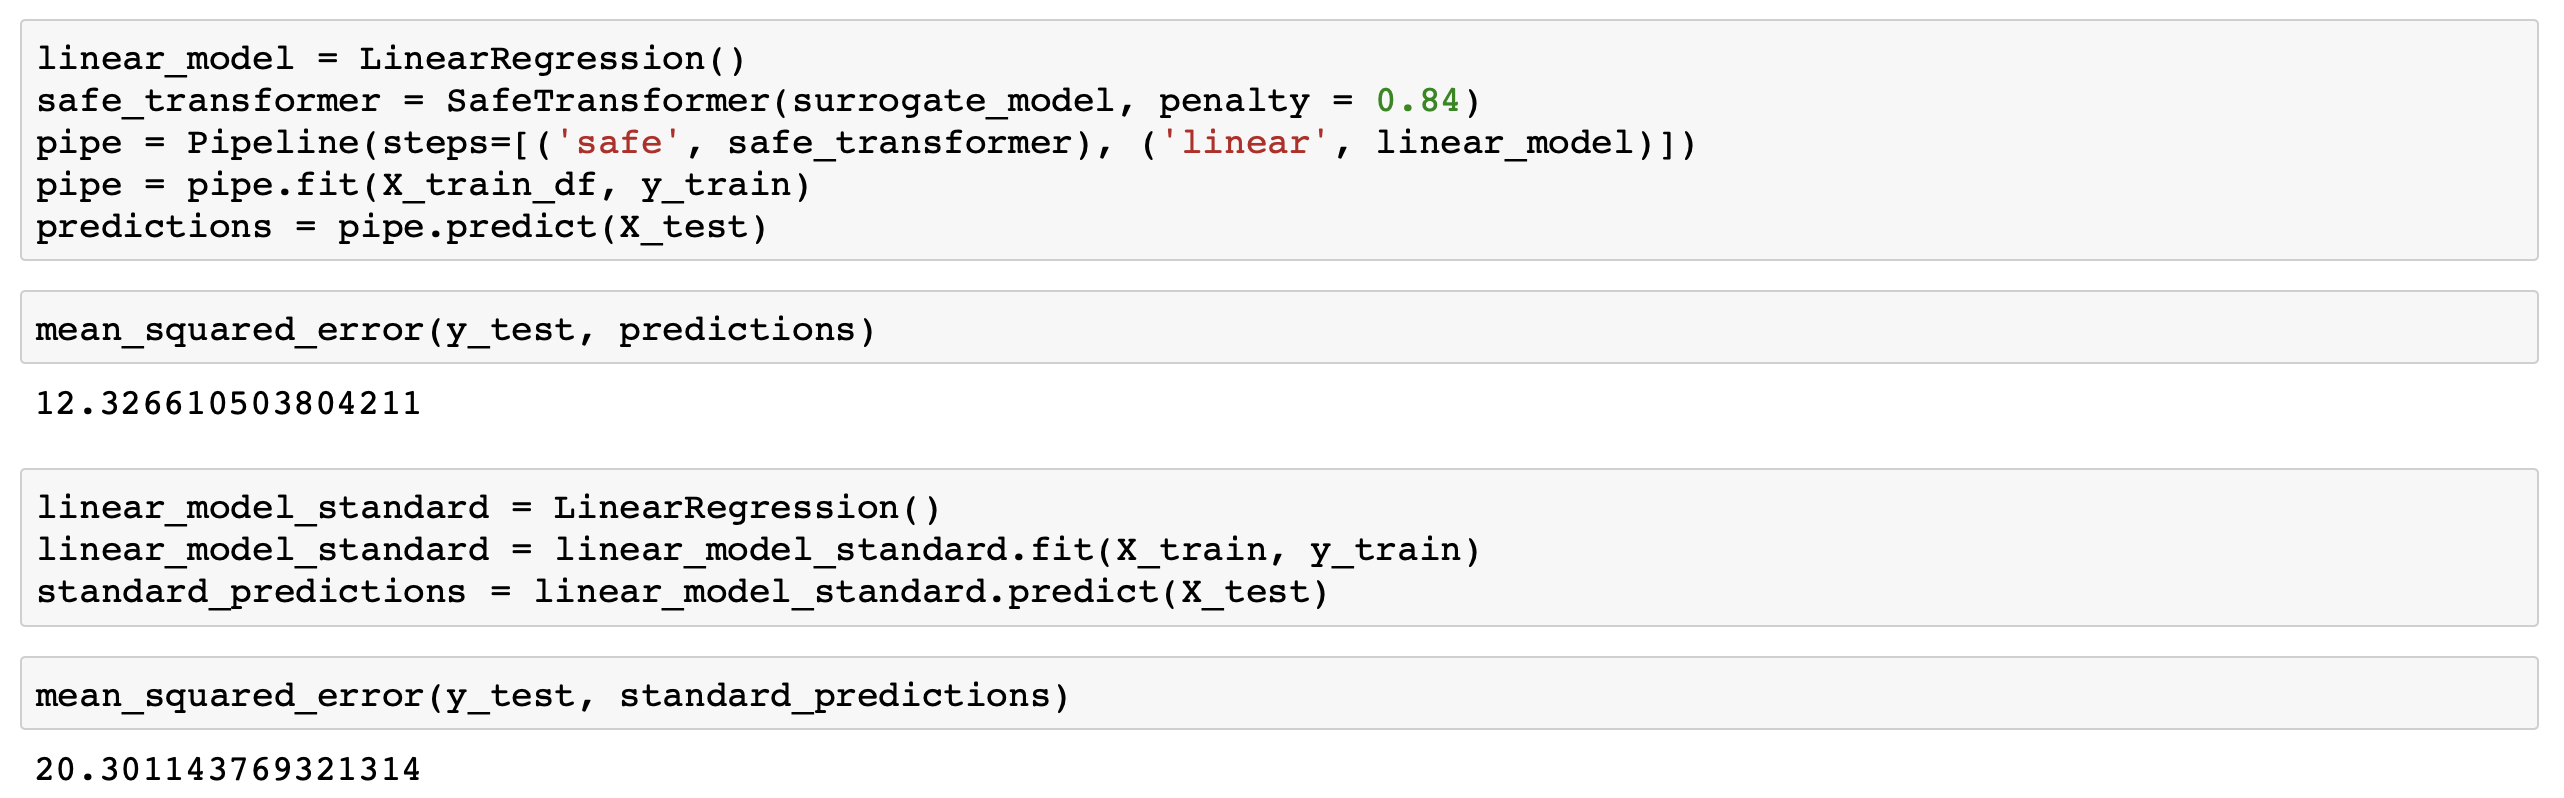 linear_model = LinearRegression()
safe_transformer = SafeTransformer(surrogate_model, penalty = 0.84)
pipe = Pipeline(steps=[('safe', safe_transformer), ('linear', linear_model)])
pipe = pipe.fit(X_train_df, y_train)
predictions = pipe.predict(X_test)
mean_squared_error(y_test, predictions)
12.326610503804211
linear_model_standard = LinearRegression()
linear_model_standard = linear_model_standard.fit(X_train, y_train)
standard_predictions = linear_model_standard.predict(X_test)
mean_squared_error(y_test, standard_predictions)
20.301143769321314